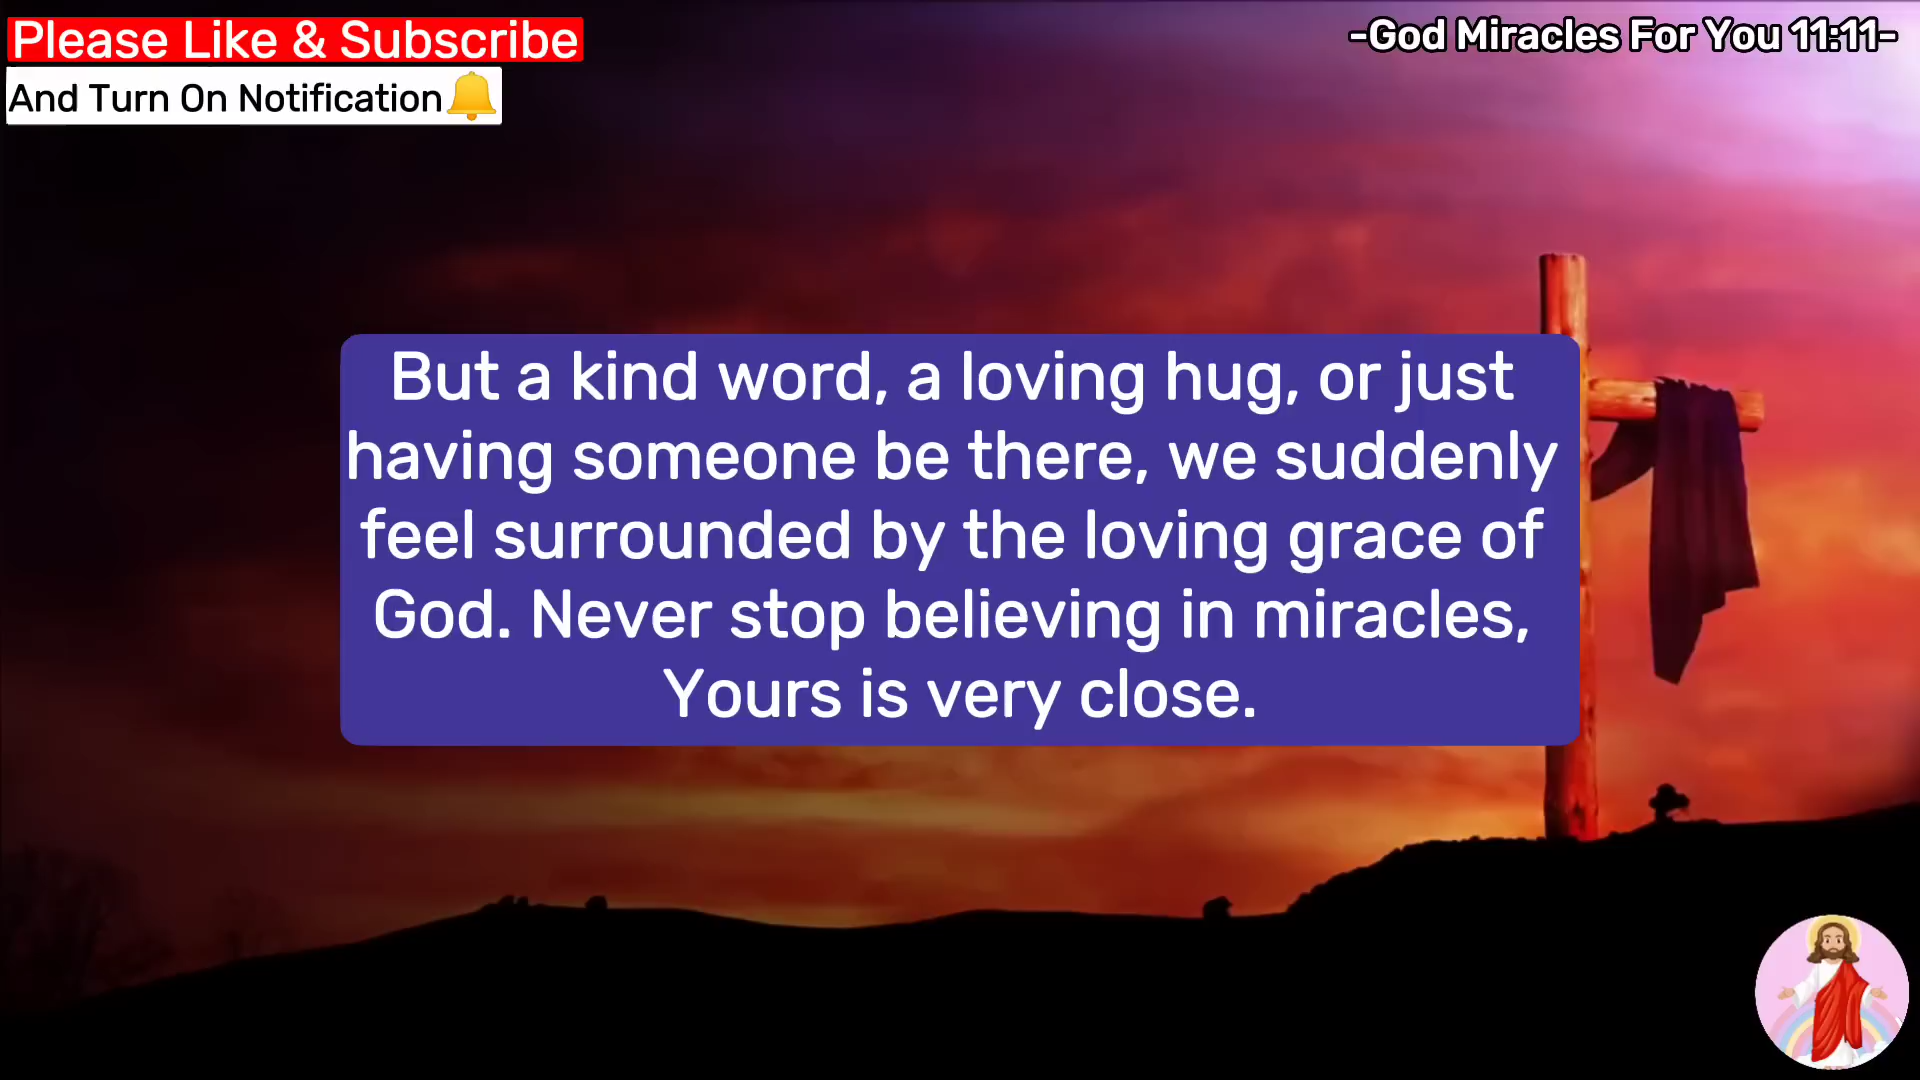 Please Like & Subscribe
And Turn On Notification
-God Miracles For You 11:11-
But a kind word, a loving hug, or just
having someone be there, we suddenly
feel surrounded by the loving grace of
God. Never stop believing in miracles,
Yours is very close.